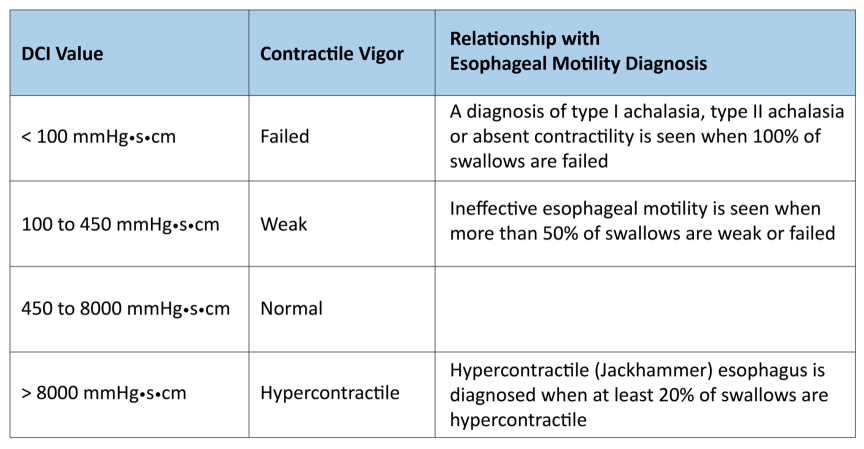 DCI Value
Contractile Vigor
Relationship with
Esophageal Motility Diagnosis
< 100 mmHg•s•cm
Failed
A diagnosis of type I achalasia, type II achalasia
or absent contractility is seen when 100% of
swallows are failed
100 to 450 mmHg•s•cm
Weak
Ineffective esophageal motility is seen when
more than 50% of swallows are weak or failed
450 to 8000 mmHg•s•cm
Normal
> 8000 mmHg•s•cm
Hypercontractile
Hypercontractile (Jackhammer) esophagus is
diagnosed when at least 20% of swallows are
hypercontractile